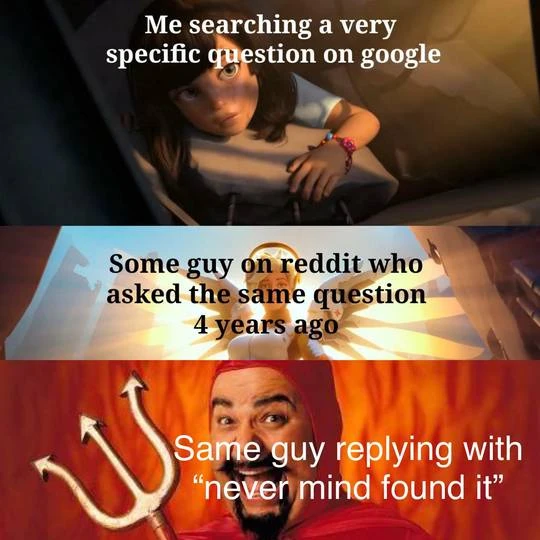 Me searching a very
specific question on google
Some guy on reddit who
asked the same question
4 years ago
Same guy replying with
“never mind found it”